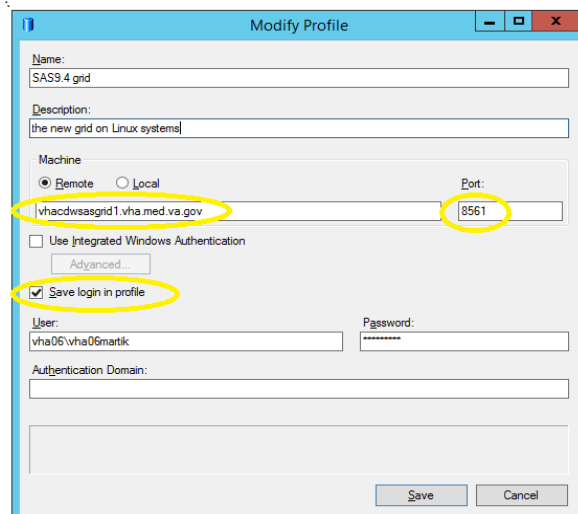 Modify Profile
Name:
SAS9.4 grid
Description:
the new grid on Linux systems
Machine
Remote Local Port:
vhacdwsasgrid1.vha.med.va.gov 8561
Use Integrated Windows Authentication
Advanced...
Save login in profile
User: Password:
vha06\vha06martik *********
Authentication Domain:
Save Cancel